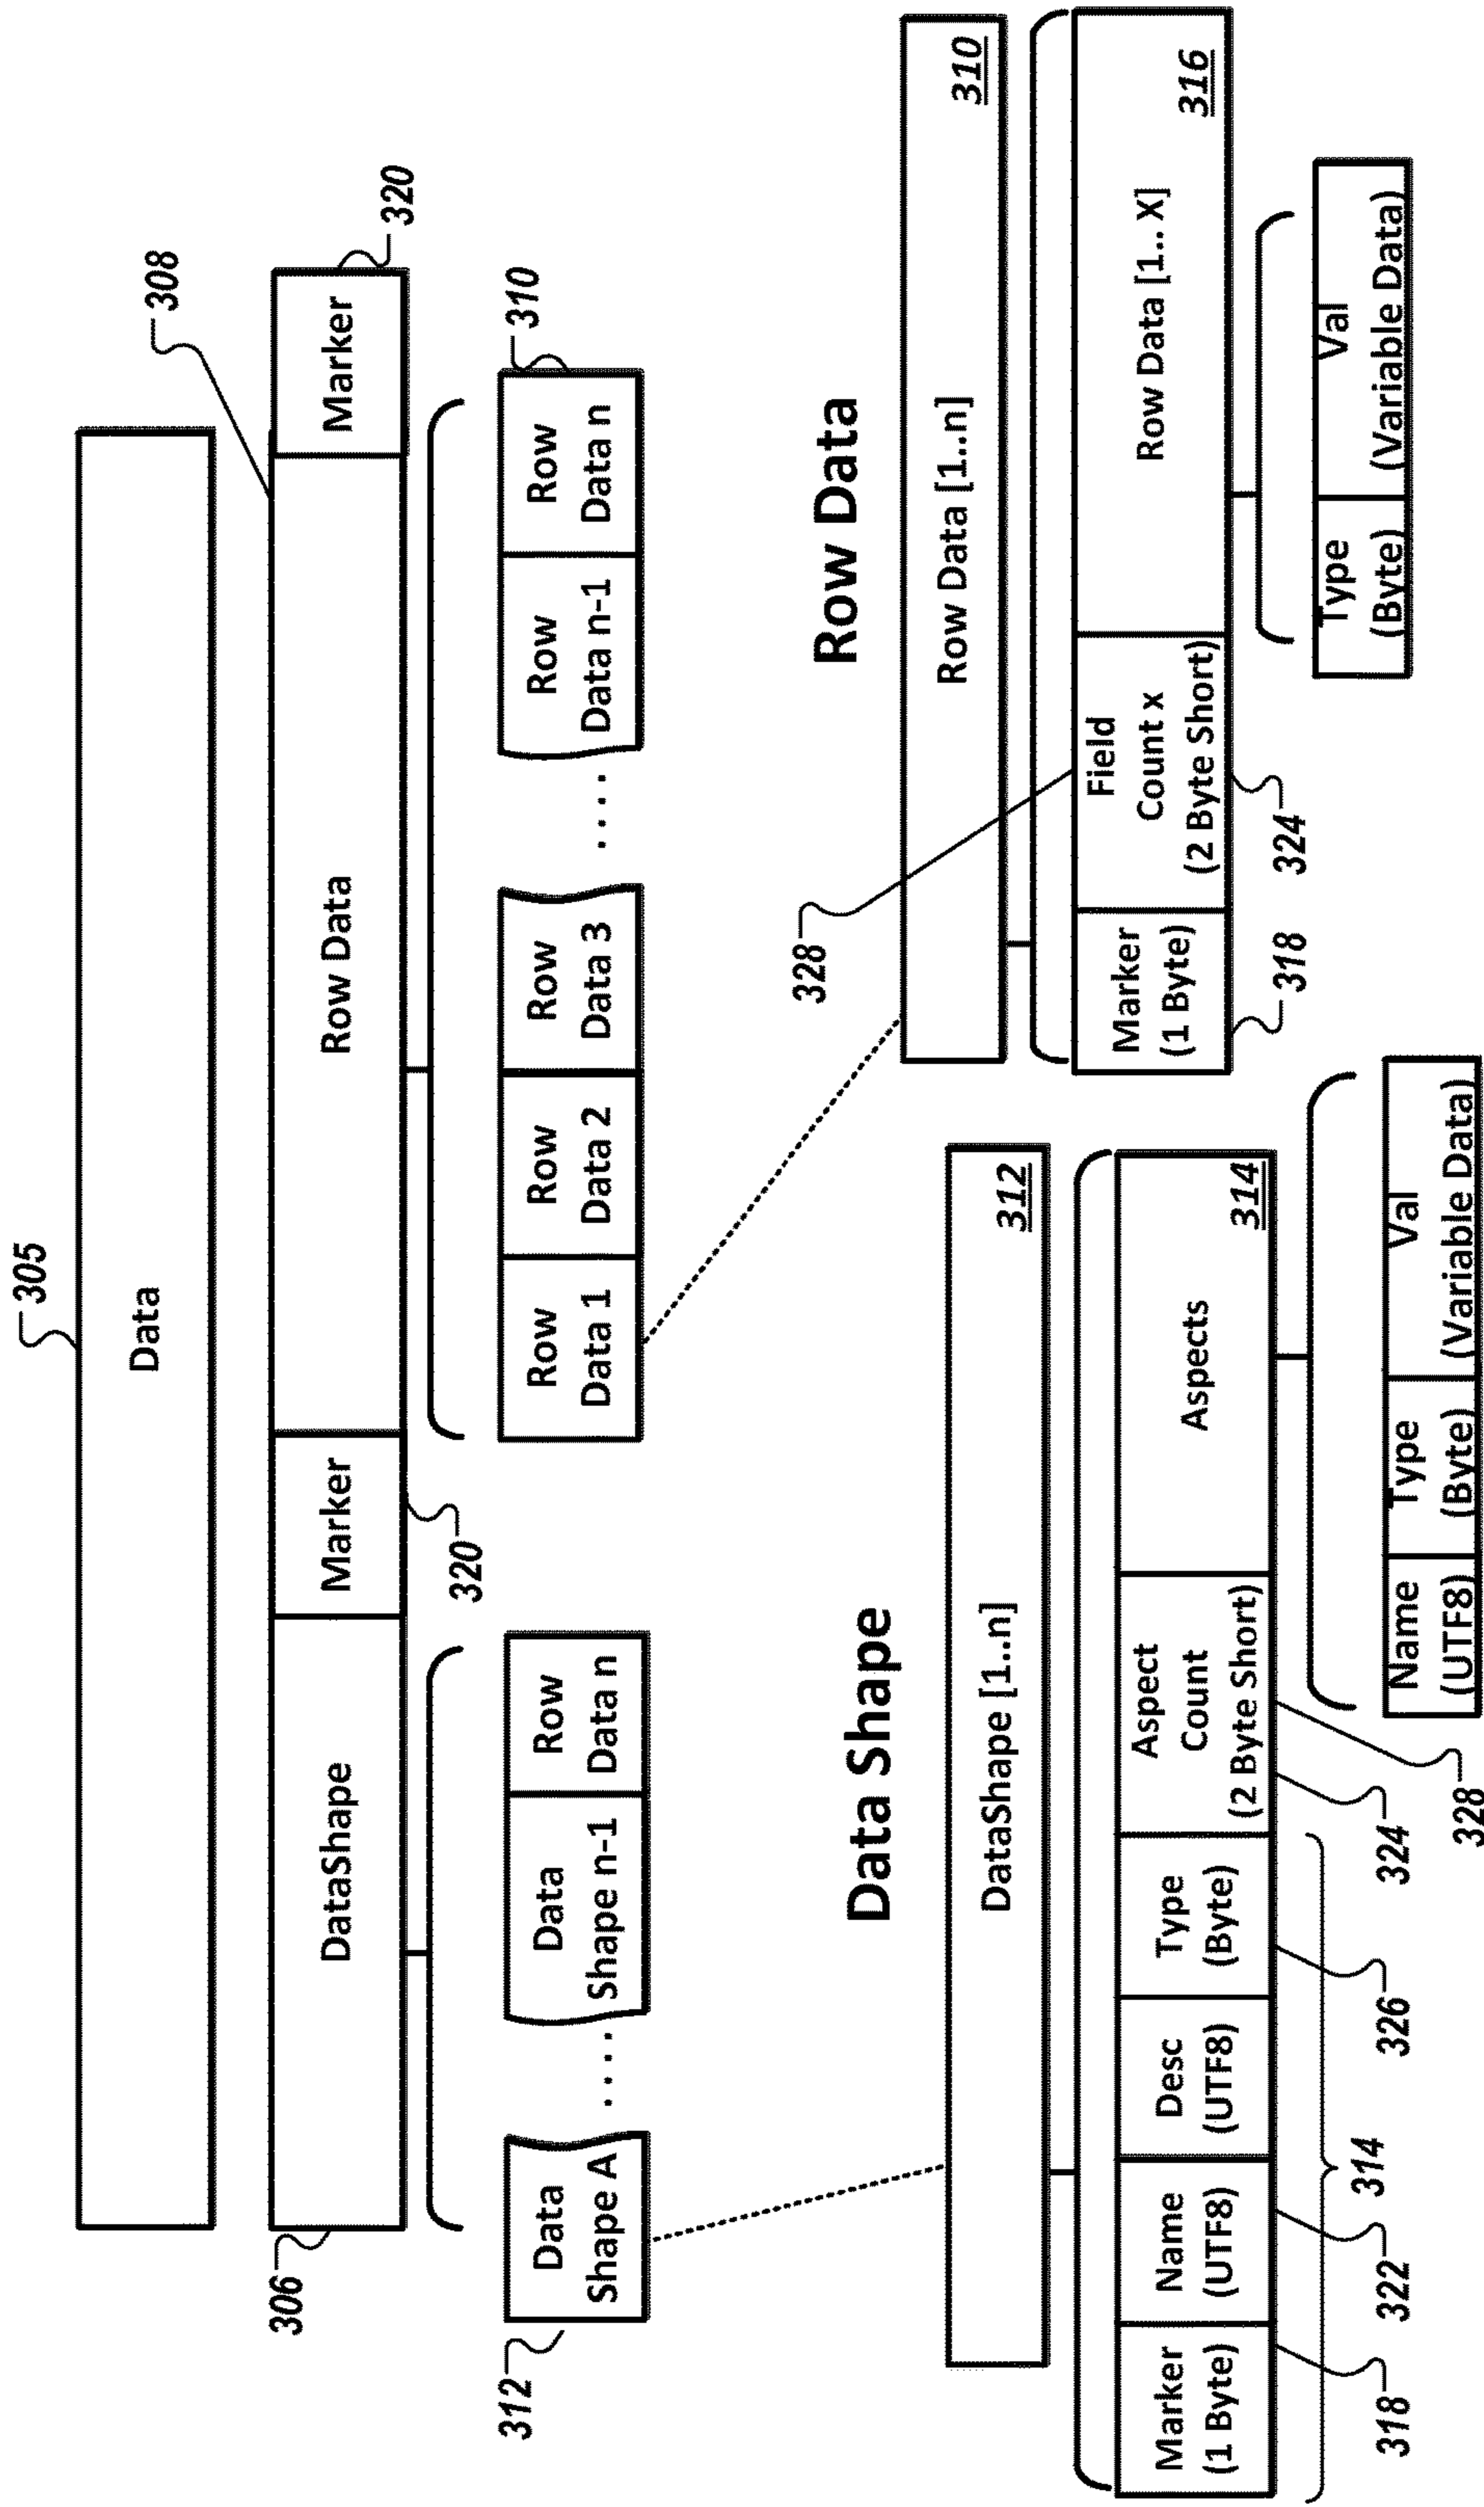 305
Data
308
DataShape
Marker
Row Data
Marker
320
306
320
312
Data
Shape A
....
Data
Shape n-1
Row
Data n
Row
Data 1
Row
Data 2
Row
Data 3
....
Row
Data n-1
Row
Data n
310
Data Shape
DataShape [1..n]
312
Marker
(1 Byte)
Name
(UTF8)
Desc
(UTF8)
Type
(Byte)
Aspect
Count
(2 Byte Short)
Aspects
314
318
322
314
326
324
328
Name
(UTF8)
Type
(Byte)
Val
(Variable Data)
Row Data
Row Data [1..n]
310
328
Marker
(1 Byte)
Field
Count x
(2 Byte Short)
Row Data [1.. X]
316
318
324
Type
(Byte)
Val
(Variable Data)